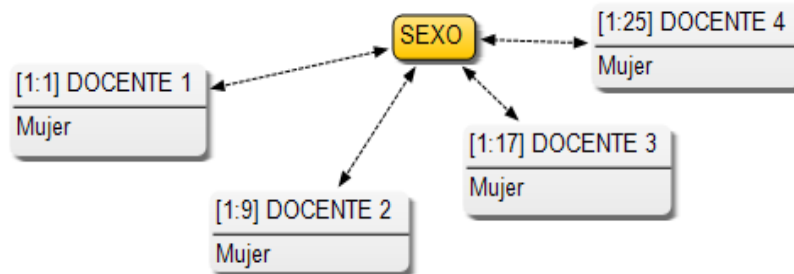 SEXO
[1:25] DOCENTE 4
Mujer
[1:1] DOCENTE 1
Mujer
[1:17] DOCENTE 3
Mujer
[1:9] DOCENTE 2
Mujer